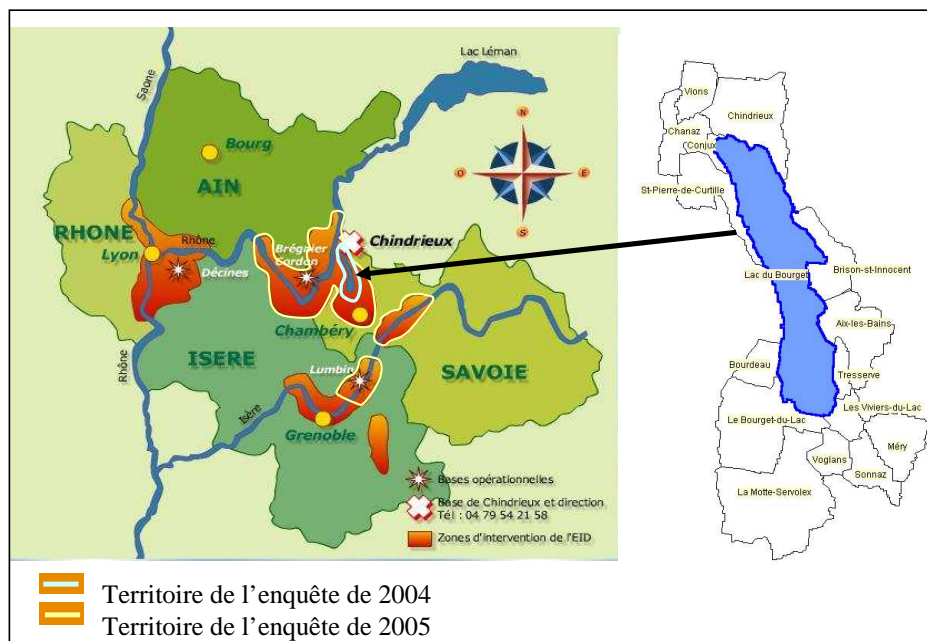 Lac Léman
Saone
N
O
E
S
Bourg
AIN
RHONE
Lyon
Rhône
Décines
Brégnier
Cordon
Chindrieux
Chambéry
ISERE
Lumbin
SAVOIE
Rhône
Isère
Grenoble
Bases opérationnelles
Base de Chindrieux et direction
Tél : 04 79 54 21 58
Zones d'intervention de l'EID
Vions
Chindrieux
Chanaz
Conjux
St-Pierre-de-Curtille
Lac du Bourget
Brison-st-Innocent
Aix-les-Bains
Bourdeau
Tresserve
Le Bourget-du-Lac
Les Viviers-du-Lac
Voglans
Méry
Sonnaz
La Motte-Servolex
Territoire de l'enquête de 2004
Territoire de l'enquête de 2005